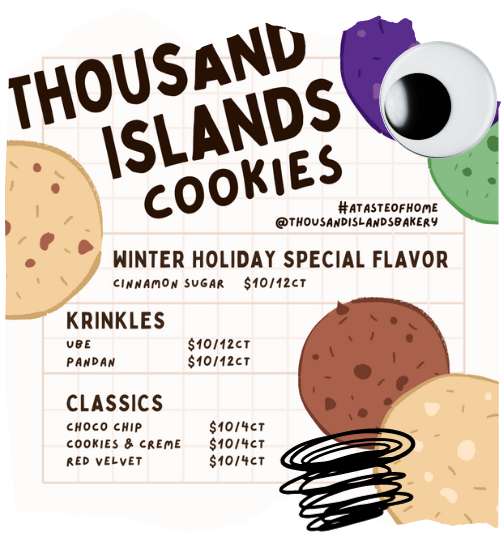 THOUSAND
ISLANDS
COOKIES
#ATASTEOFHOME
@THOUSANDISLANDSBAKERY
WINTER HOLIDAY SPECIAL FLAVOR
CINNAMON SUGAR $10/12CT
KRINKLES
UBE $10/12CT
PANDAN $10/12CT
CLASSICS
CHOCO CHIP $10/4CT
COOKIES & CREME $10/4CT
RED VELVET $10/4CT